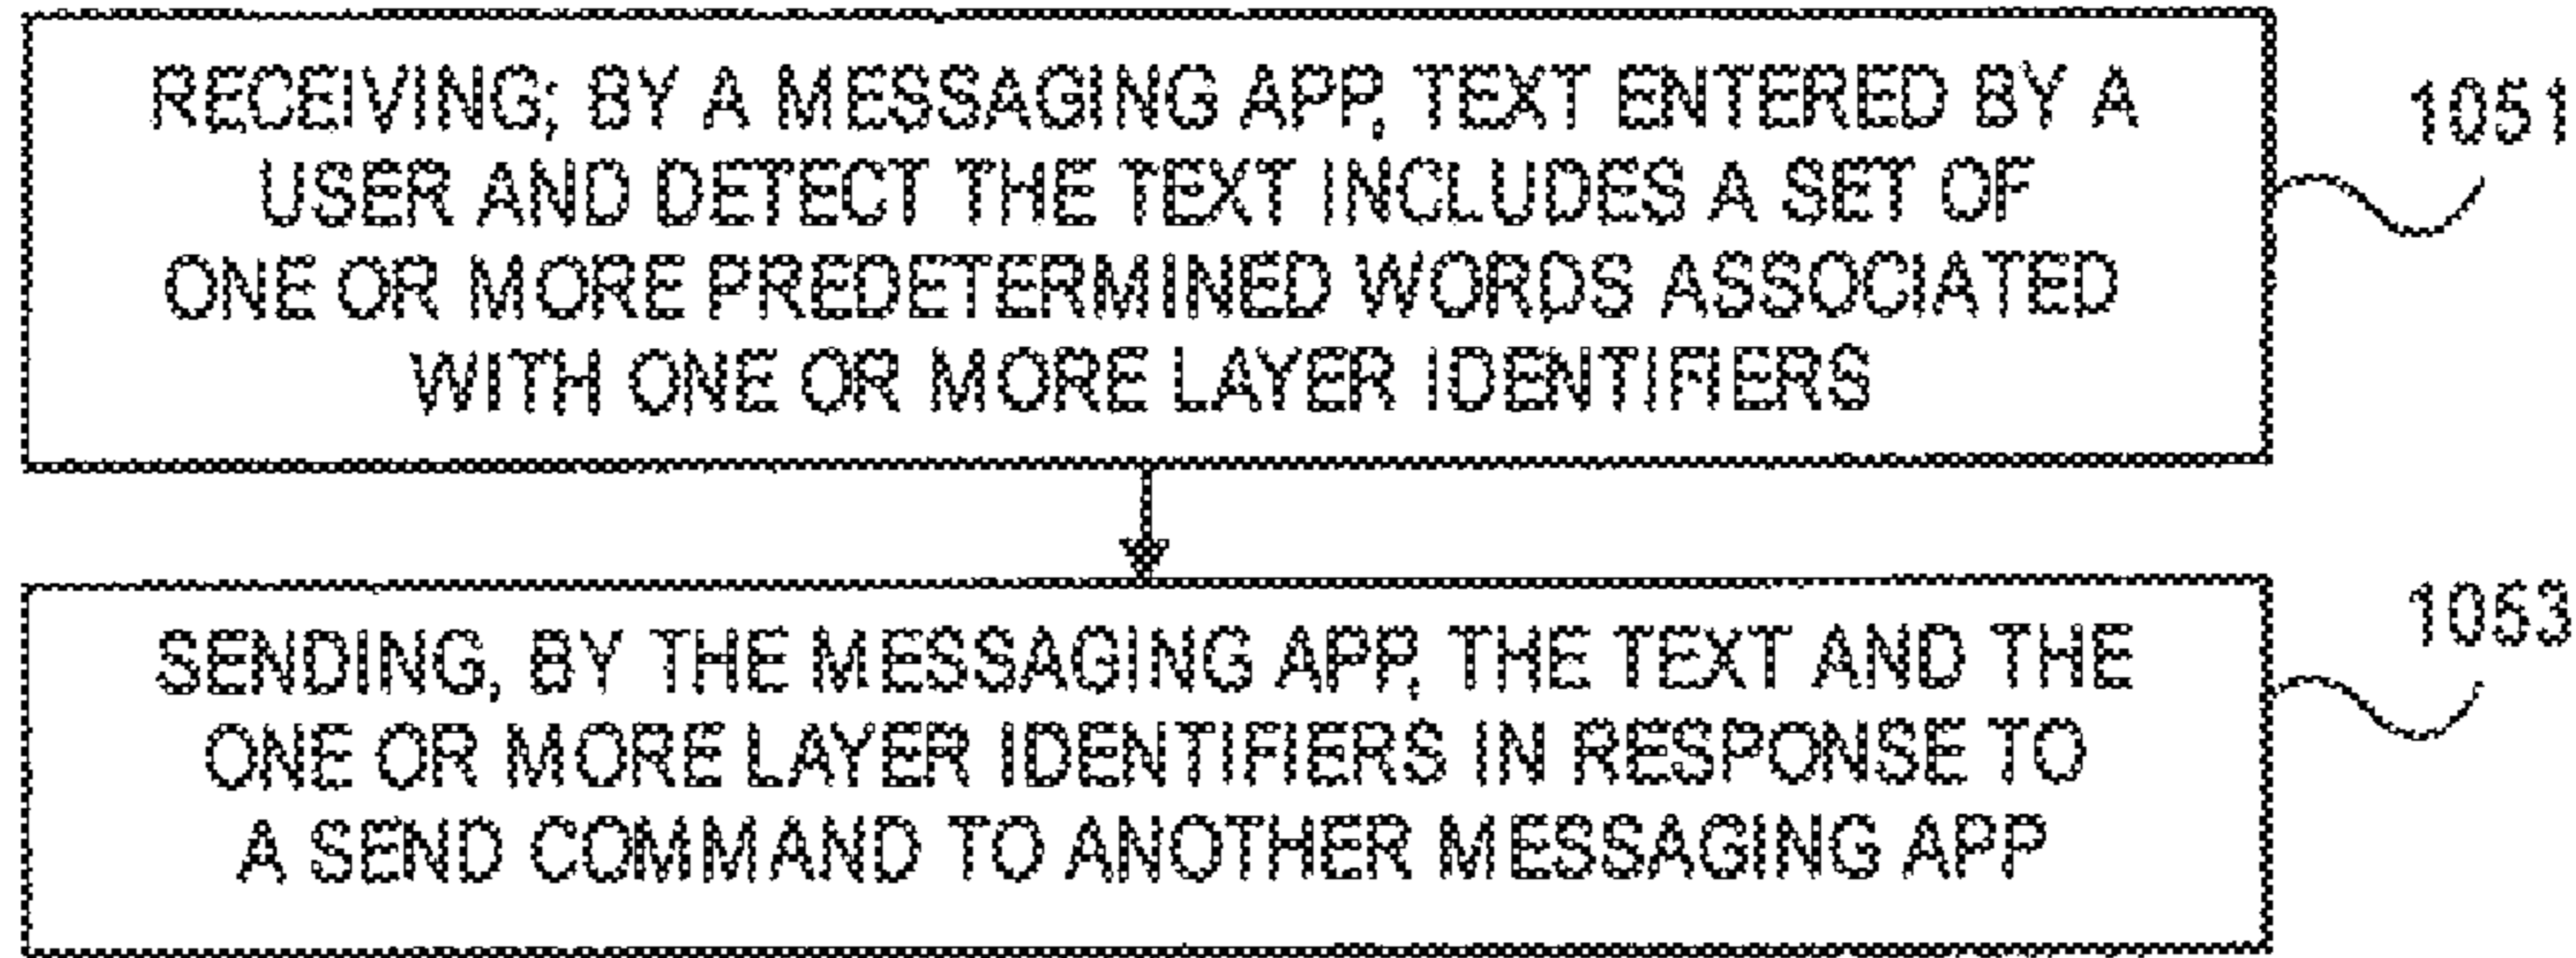 RECEIVING; BY A MESSAGING APP, TEXT ENTERED BY A
USER AND DETECT THE TEXT INCLUDES A SET OF
ONE OR MORE PREDETERMINED WORDS ASSOCIATED
WITH ONE OR MORE LAYER IDENTIFIERS
1051
SENDING, BY THE MESSAGING APP, THE TEXT AND THE
ONE OR MORE LAYER IDENTIFIERS IN RESPONSE TO
A SEND COMMAND TO ANOTHER MESSAGING APP
1053